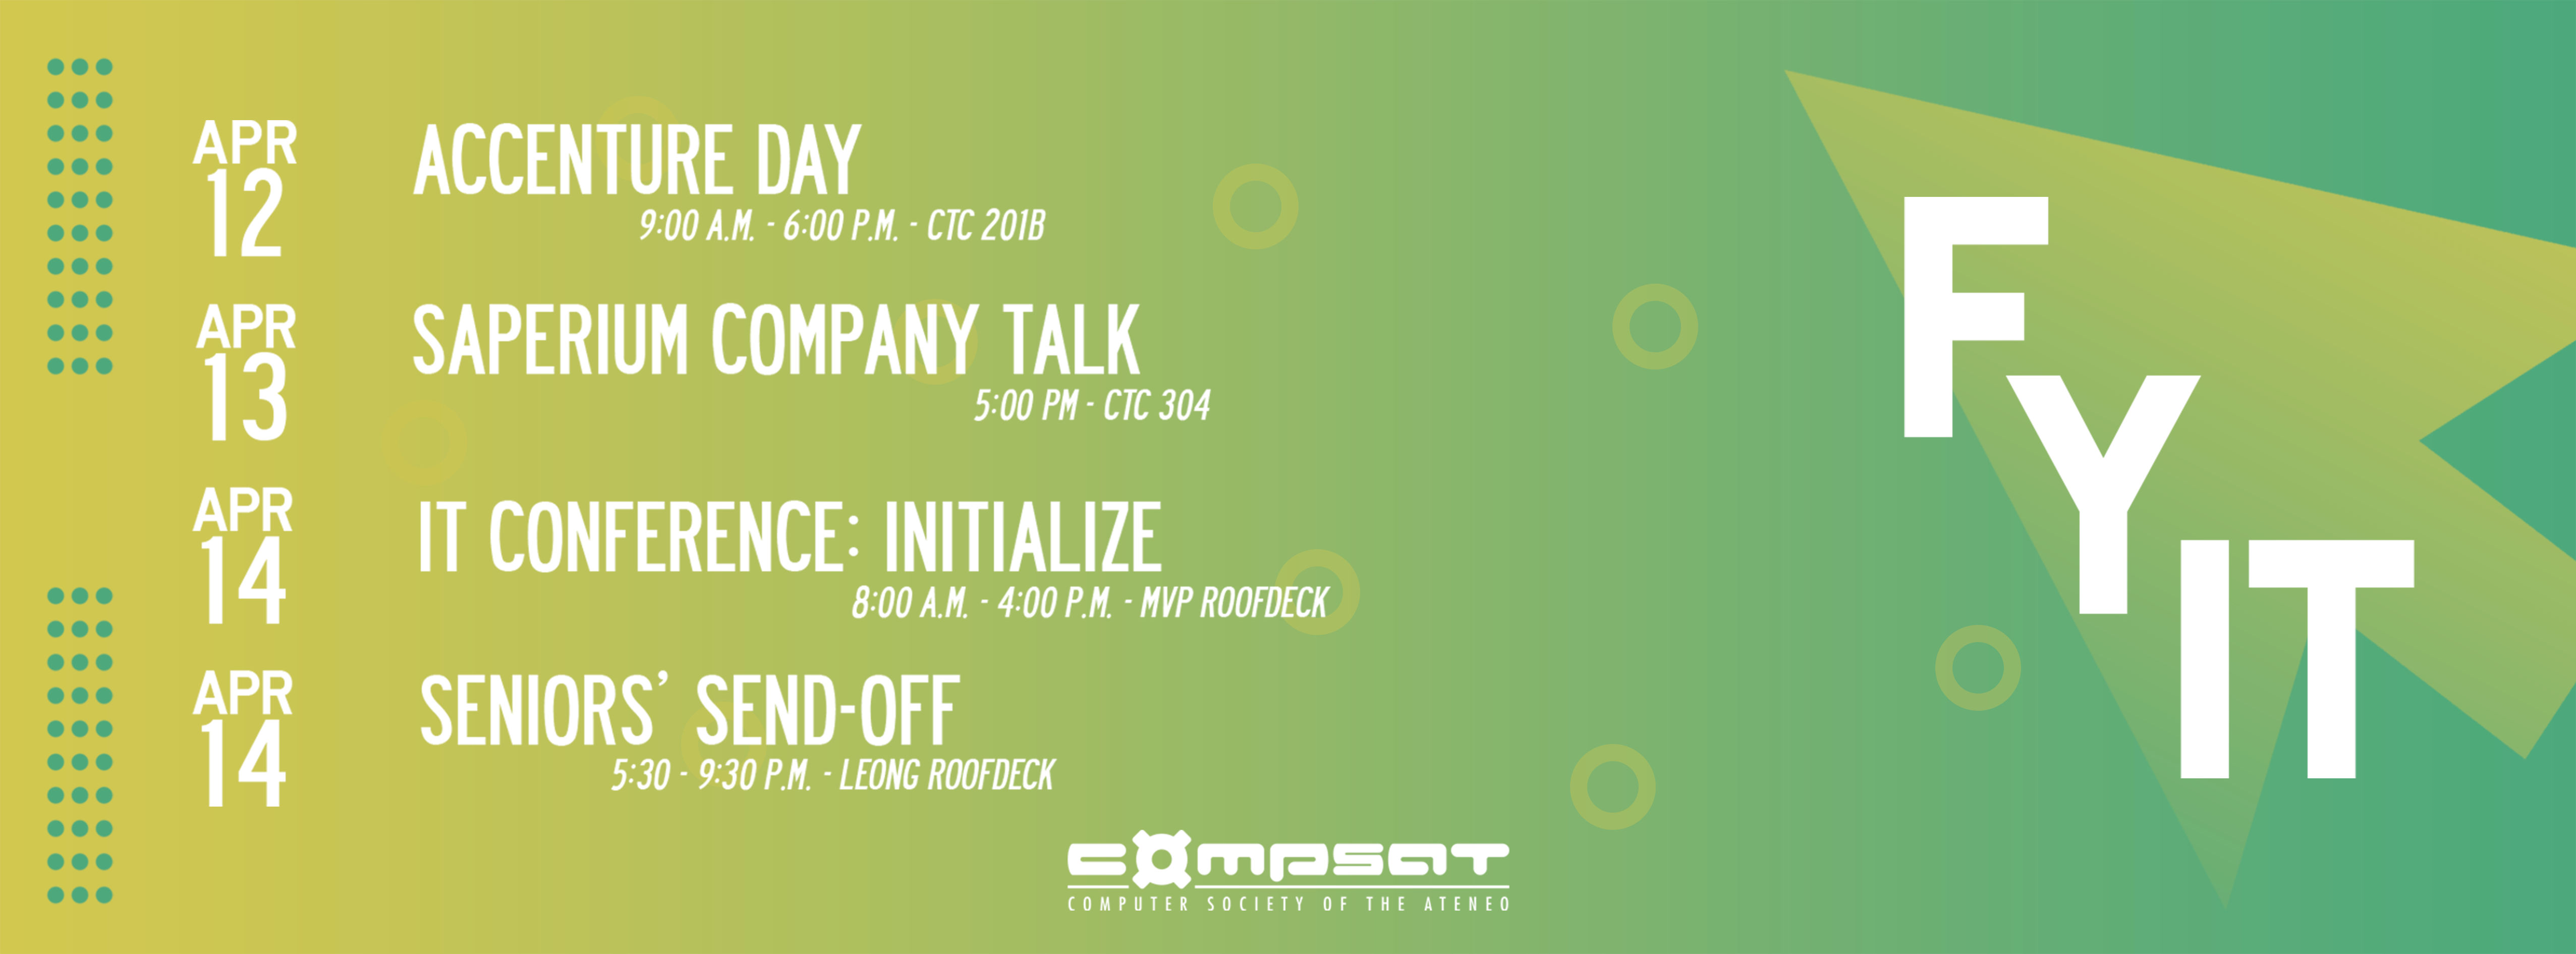 APR
12
ACCENTURE DAY
9:00 A.M. - 6:00 P.M. - CTC 201B
APR
13
SAPERIUM COMPANY TALK
5:00 PM - CTC 304
APR
14
IT CONFERENCE: INITIALIZE
8:00 A.M. - 4:00 P.M. - MVP ROOFDECK
APR
14
SENIORS' SEND-OFF
5:30 - 9:30 P.M. - LEONG ROOFDECK
F
Y
IT
COMPSAT
COMPUTER SOCIETY OF THE ATENEO